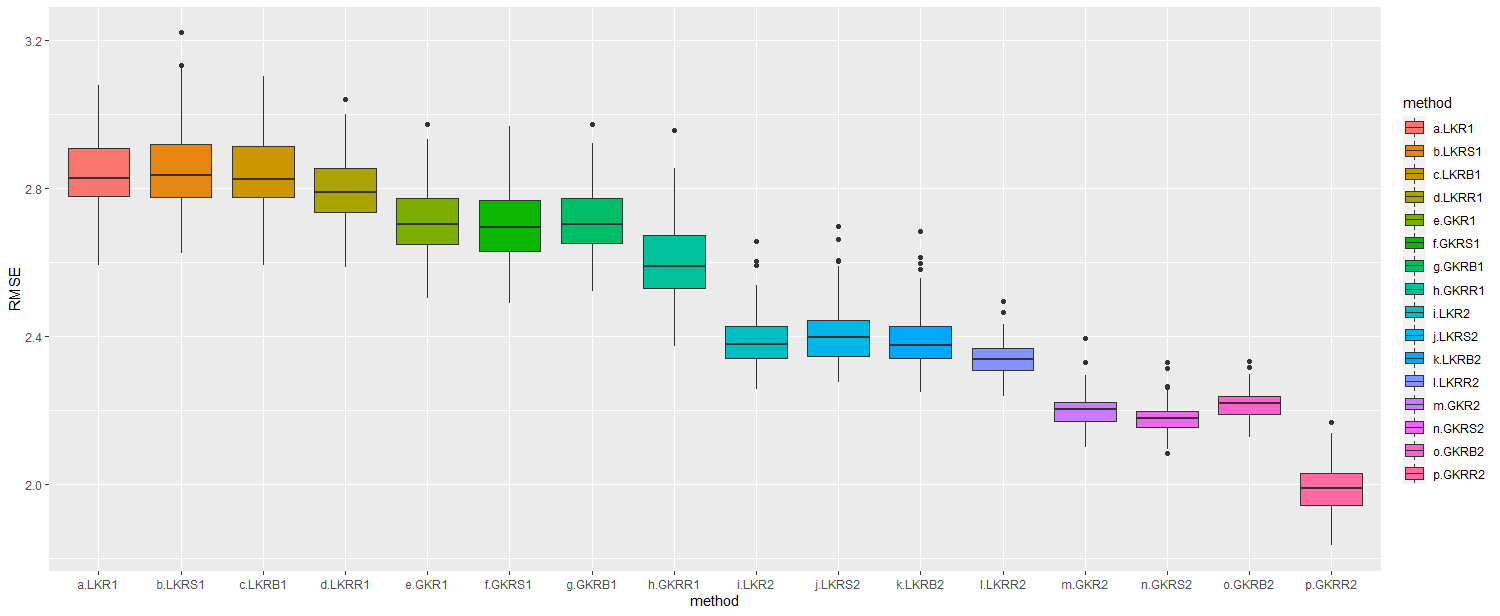 RMSE
3.2
2.8
2.4
2.0
a.LKR1 b.LKRS1 c.LKRB1 d.LKRR1 e.GKR1 f.GKRS1 g.GKRB1 h.GKRR1 i.LKR2 j.LKRS2 k.LKRB2 l.LKRR2 m.GKR2 n.GKRS2 o.GKRB2 p.GKRR2
method
method
a.LKR1
b.LKRS1
c.LKRB1
d.LKRR1
e.GKR1
f.GKRS1
g.GKRB1
h.GKRR1
i.LKR2
j.LKRS2
k.LKRB2
l.LKRR2
m.GKR2
n.GKRS2
o.GKRB2
p.GKRR2